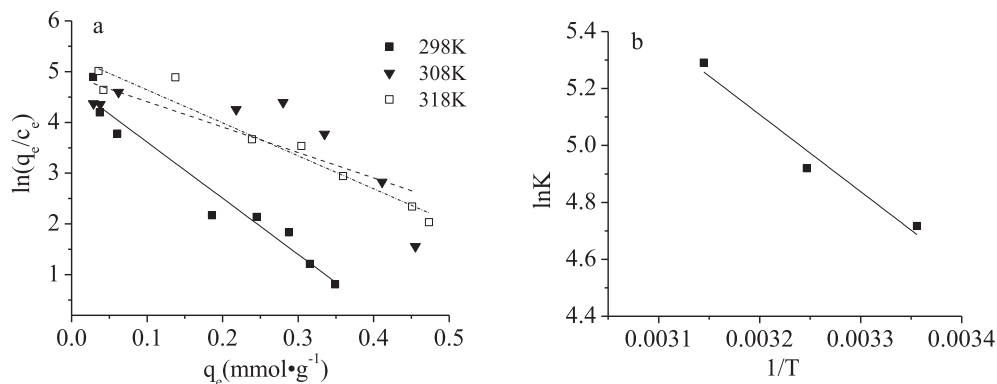 a
298K
308K
318K
6
5
4
3
2
1
ln(qe/ce)
0.0 0.1 0.2 0.3 0.4 0.5
qe(mmol•g-1)
b
5.4
5.2
5.0
4.8
4.6
4.4
lnK
0.0031 0.0032 0.0033 0.0034
1/T